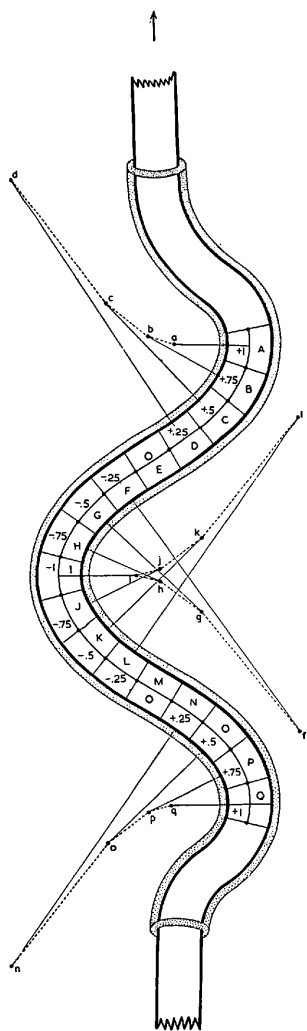 d
c
b
a
+1
A
+.75
B
+.5
C
+.25
D
O
E
-.25
F
l
-.5
G
-.75
H
k
-1
I
j
h
-.75
J
g
-.5
K
-.25
L
O
M
+.25
N
+.5
O
f
+.75
P
+1
Q
q
p
o
n